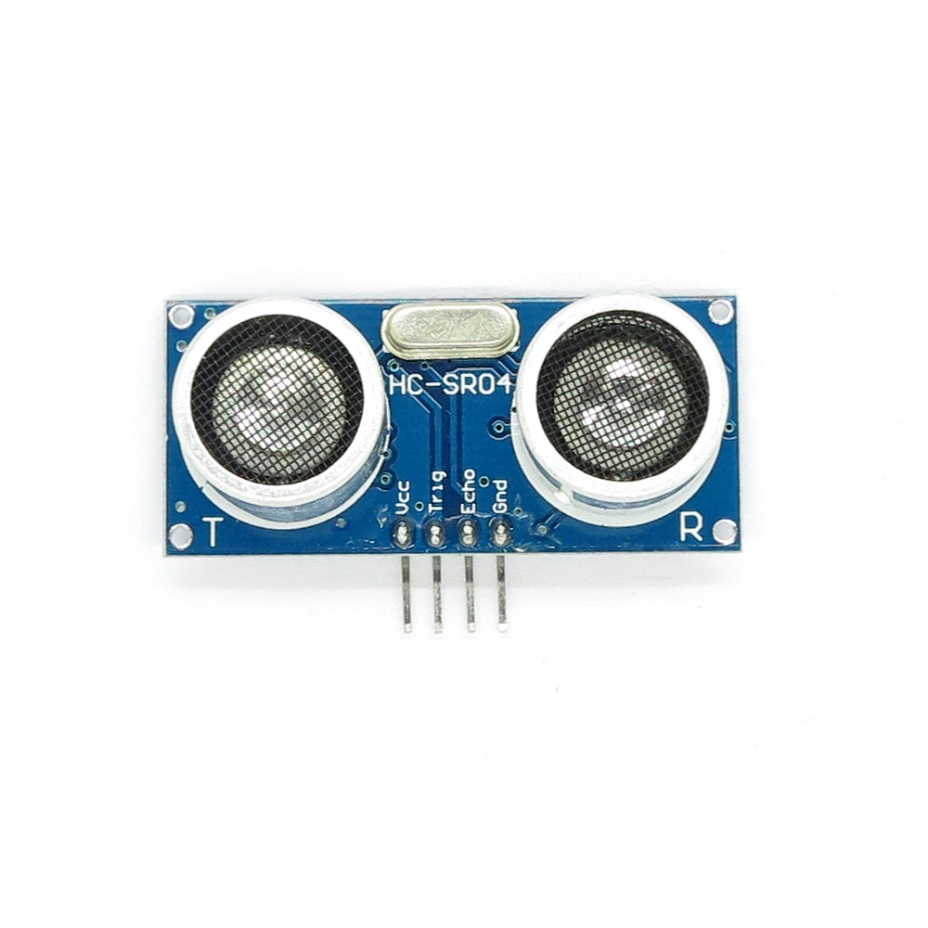 HC-SR04
Vcc
Trig
Echo
Gnd
T
R